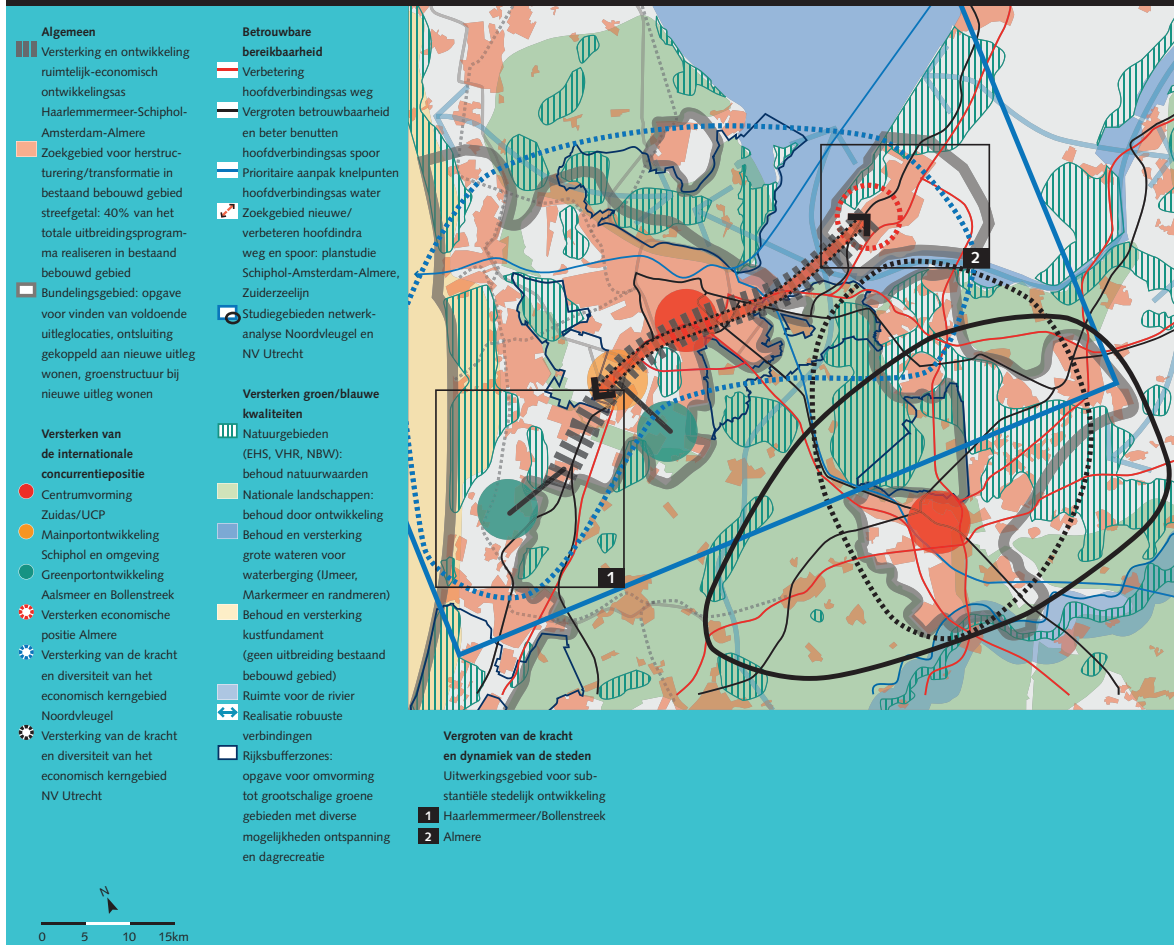 Algemeen
Versterking en ontwikkeling
ruimtelijk-economisch
ontwikkelingsas
Haarlemmermeer-Schiphol-
Amsterdam-Almere
Zoekgebied voor herstruc-
turering/transformatie in
bestaand bebouwd gebied
streefgetal: 40% van het
totale uitbreidingsprogram-
ma realiseren in bestaand
bebouwd gebied
Bundelingsgebied: opgave
voor vinden van voldoende
uitleglocaties, ontsluiting
gekoppeld aan nieuwe uitleg
wonen, groenstructuur bij
nieuwe uitleg wonen
Versterken van
de internationale
concurrentiepositie
Centrumvorming
Zuidas/UCP
Mainportontwikkeling
Schiphol en omgeving
Greenportontwikkeling
Aalsmeer en Bollenstreek
Versterken economische
positie Almere
Versterking van de kracht
en diversiteit van het
economisch kerngebied
Noordvleugel
Versterking van de kracht
en diversiteit van het
economisch kerngebied
NV Utrecht
Betrouwbare
bereikbaarheid
Verbetering
hoofdverbindingsas weg
Vergroten betrouwbaarheid
en beter benutten
hoofdverbindingsas spoor
Prioritaire aanpak knelpunten
hoofdverbindingsas water
Zoekgebied nieuwe/
verbeteren hoofdindra
weg en spoor: planstudie
Schiphol-Amsterdam-Almere,
Zuiderzeelijn
Studiegebieden netwerk-
analyse Noordvleugel en
NV Utrecht
Versterken groen/blauwe
kwaliteiten
Natuurgebieden
(EHS, VHR, NBW):
behoud natuurwaarden
Nationale landschappen:
behoud door ontwikkeling
Behoud en versterking
grote wateren voor
waterberging (IJmeer,
Markermeer en randmeren)
Behoud en versterking
kustfundament
(geen uitbreiding bestaand
bebouwd gebied)
Ruimte voor de rivier
Realisatie robuuste
verbindingen
Rijksbufferzones:
opgave voor omvorming
tot grootschalige groene
gebieden met diverse
mogelijkheden ontspanning
en dagrecreatie
2
1
Vergroten van de kracht
en dynamiek van de steden
Uitwerkingsgebied voor sub-
stantiële stedelijk ontwikkeling
1 Haarlemmermeer/Bollenstreek
2 Almere
N
0 5 10 15km